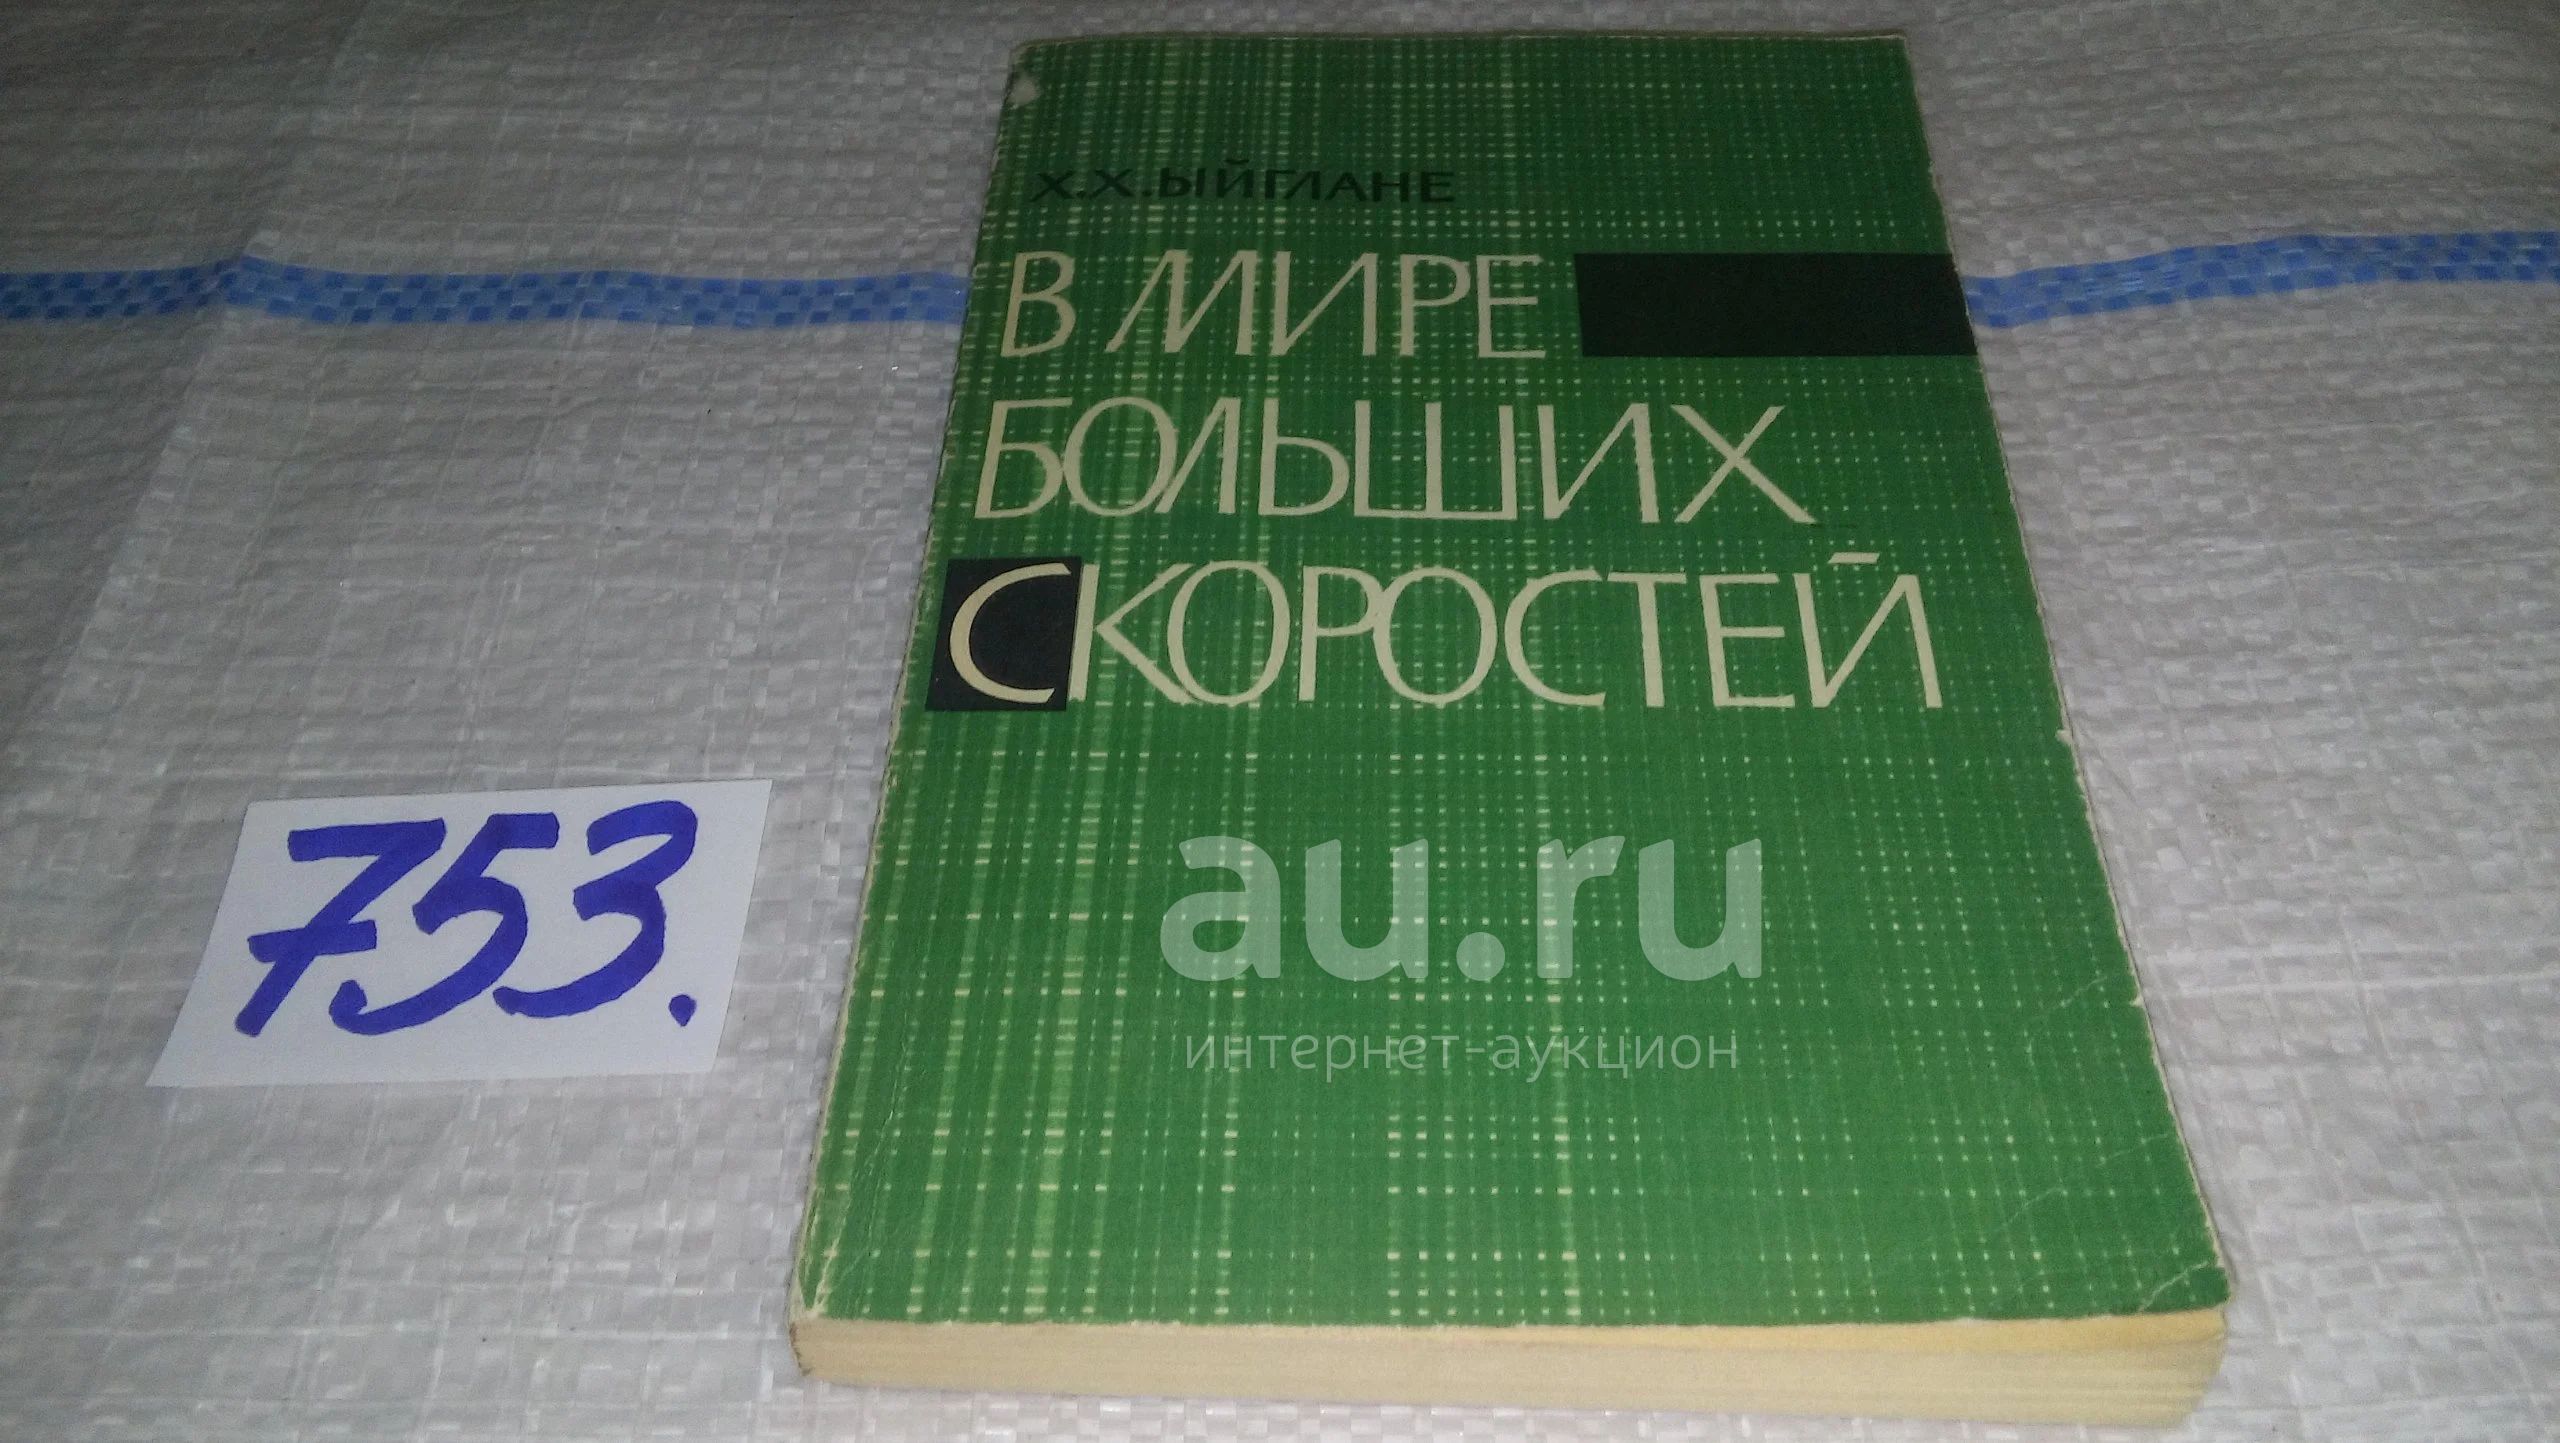 Х.Х.ЫЙГЛАНЕ
В МИРЕ
БОЛЬШИХ
СКОРОСТЕЙ
753.
au.ru
интернет-аукцион